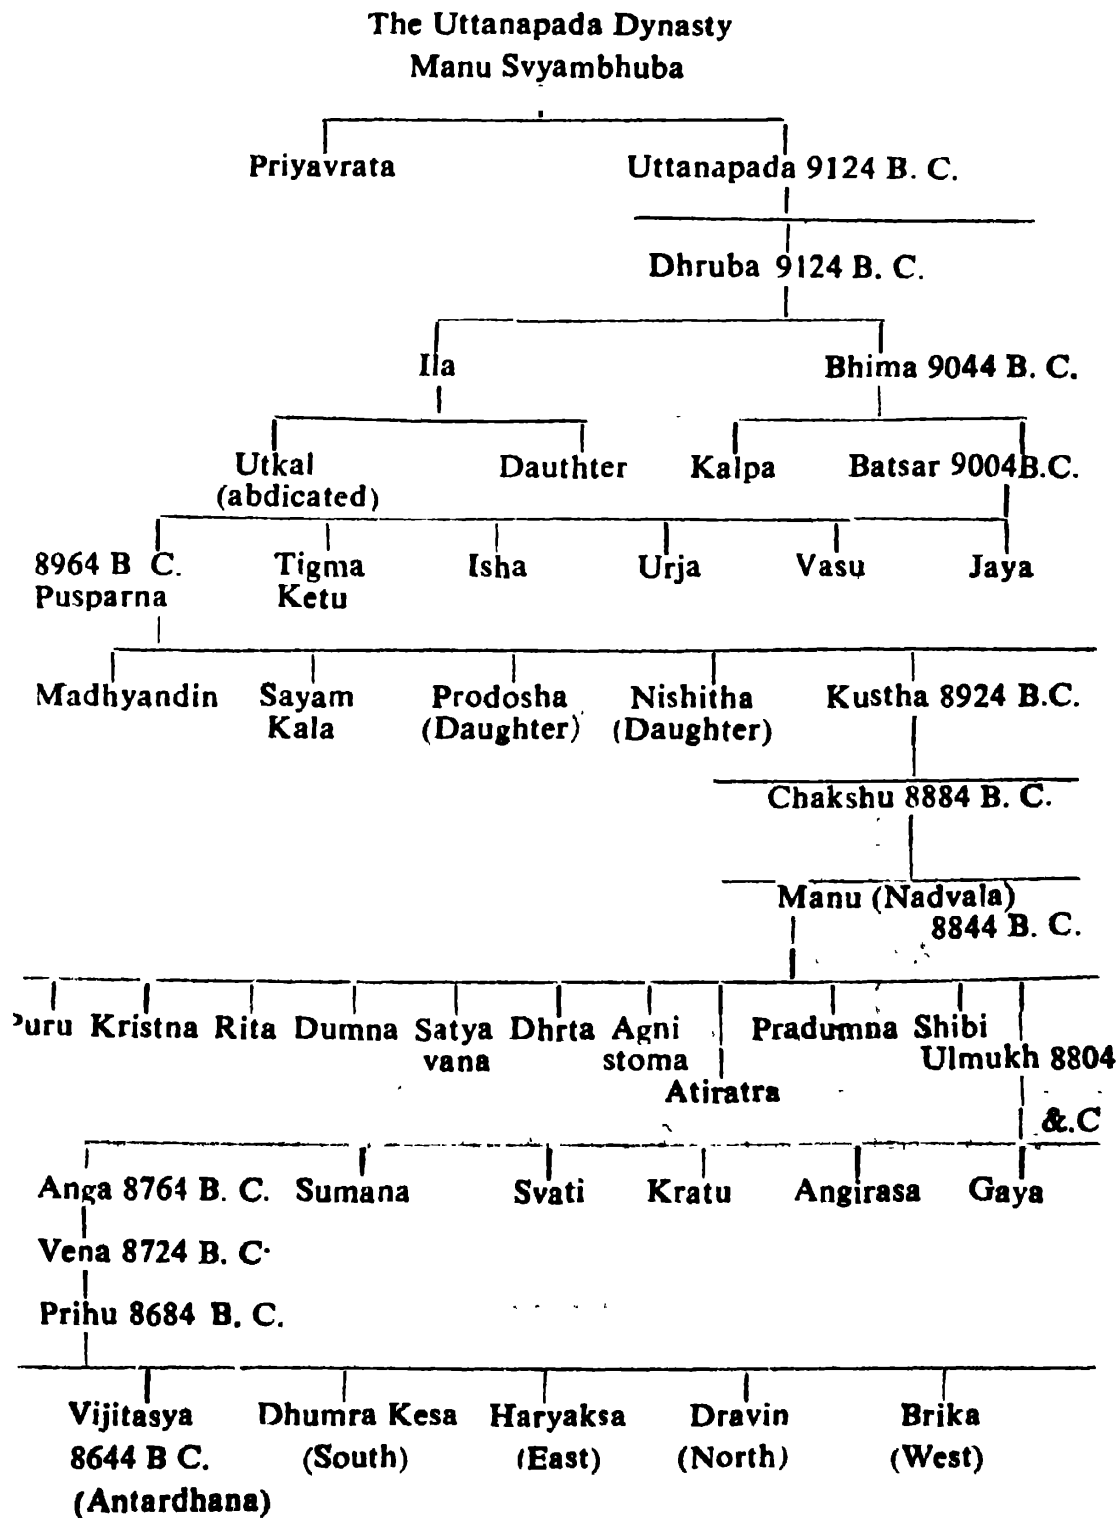 The Uttanapada Dynasty
Manu Svyambhuba
Priyavrata Uttanapada 9124 B. C.
Dhruba 9124 B. C.
Ila Bhima 9044 B. C.
Utkal Dauthter Kalpa Batsar 9004 B.C.
(abdicated)
8964 B C. Tigma Isha Urja Vasu Jaya
Pusparna Ketu
Madhyandin Sayam Prodosha Nishitha Kustha 8924 B.C.
Kala (Daughter) (Daughter)
Chakshu 8884 B. C.
Manu (Nadvala)
8844 B. C.
Puru Kristna Rita Dumna Satya Dhrta Agni Pradumna Shibi
vana stoma Ulmukh 8804
Atiratra
&.C
Anga 8764 B. C. Sumana Svati Kratu Angirasa Gaya
Vena 8724 B. C.
Prihu 8684 B. C.
Vijitasya Dhumra Kesa Haryaksa Dravin Brika
8644 B C. (South) (East) (North) (West)
(Antardhana)